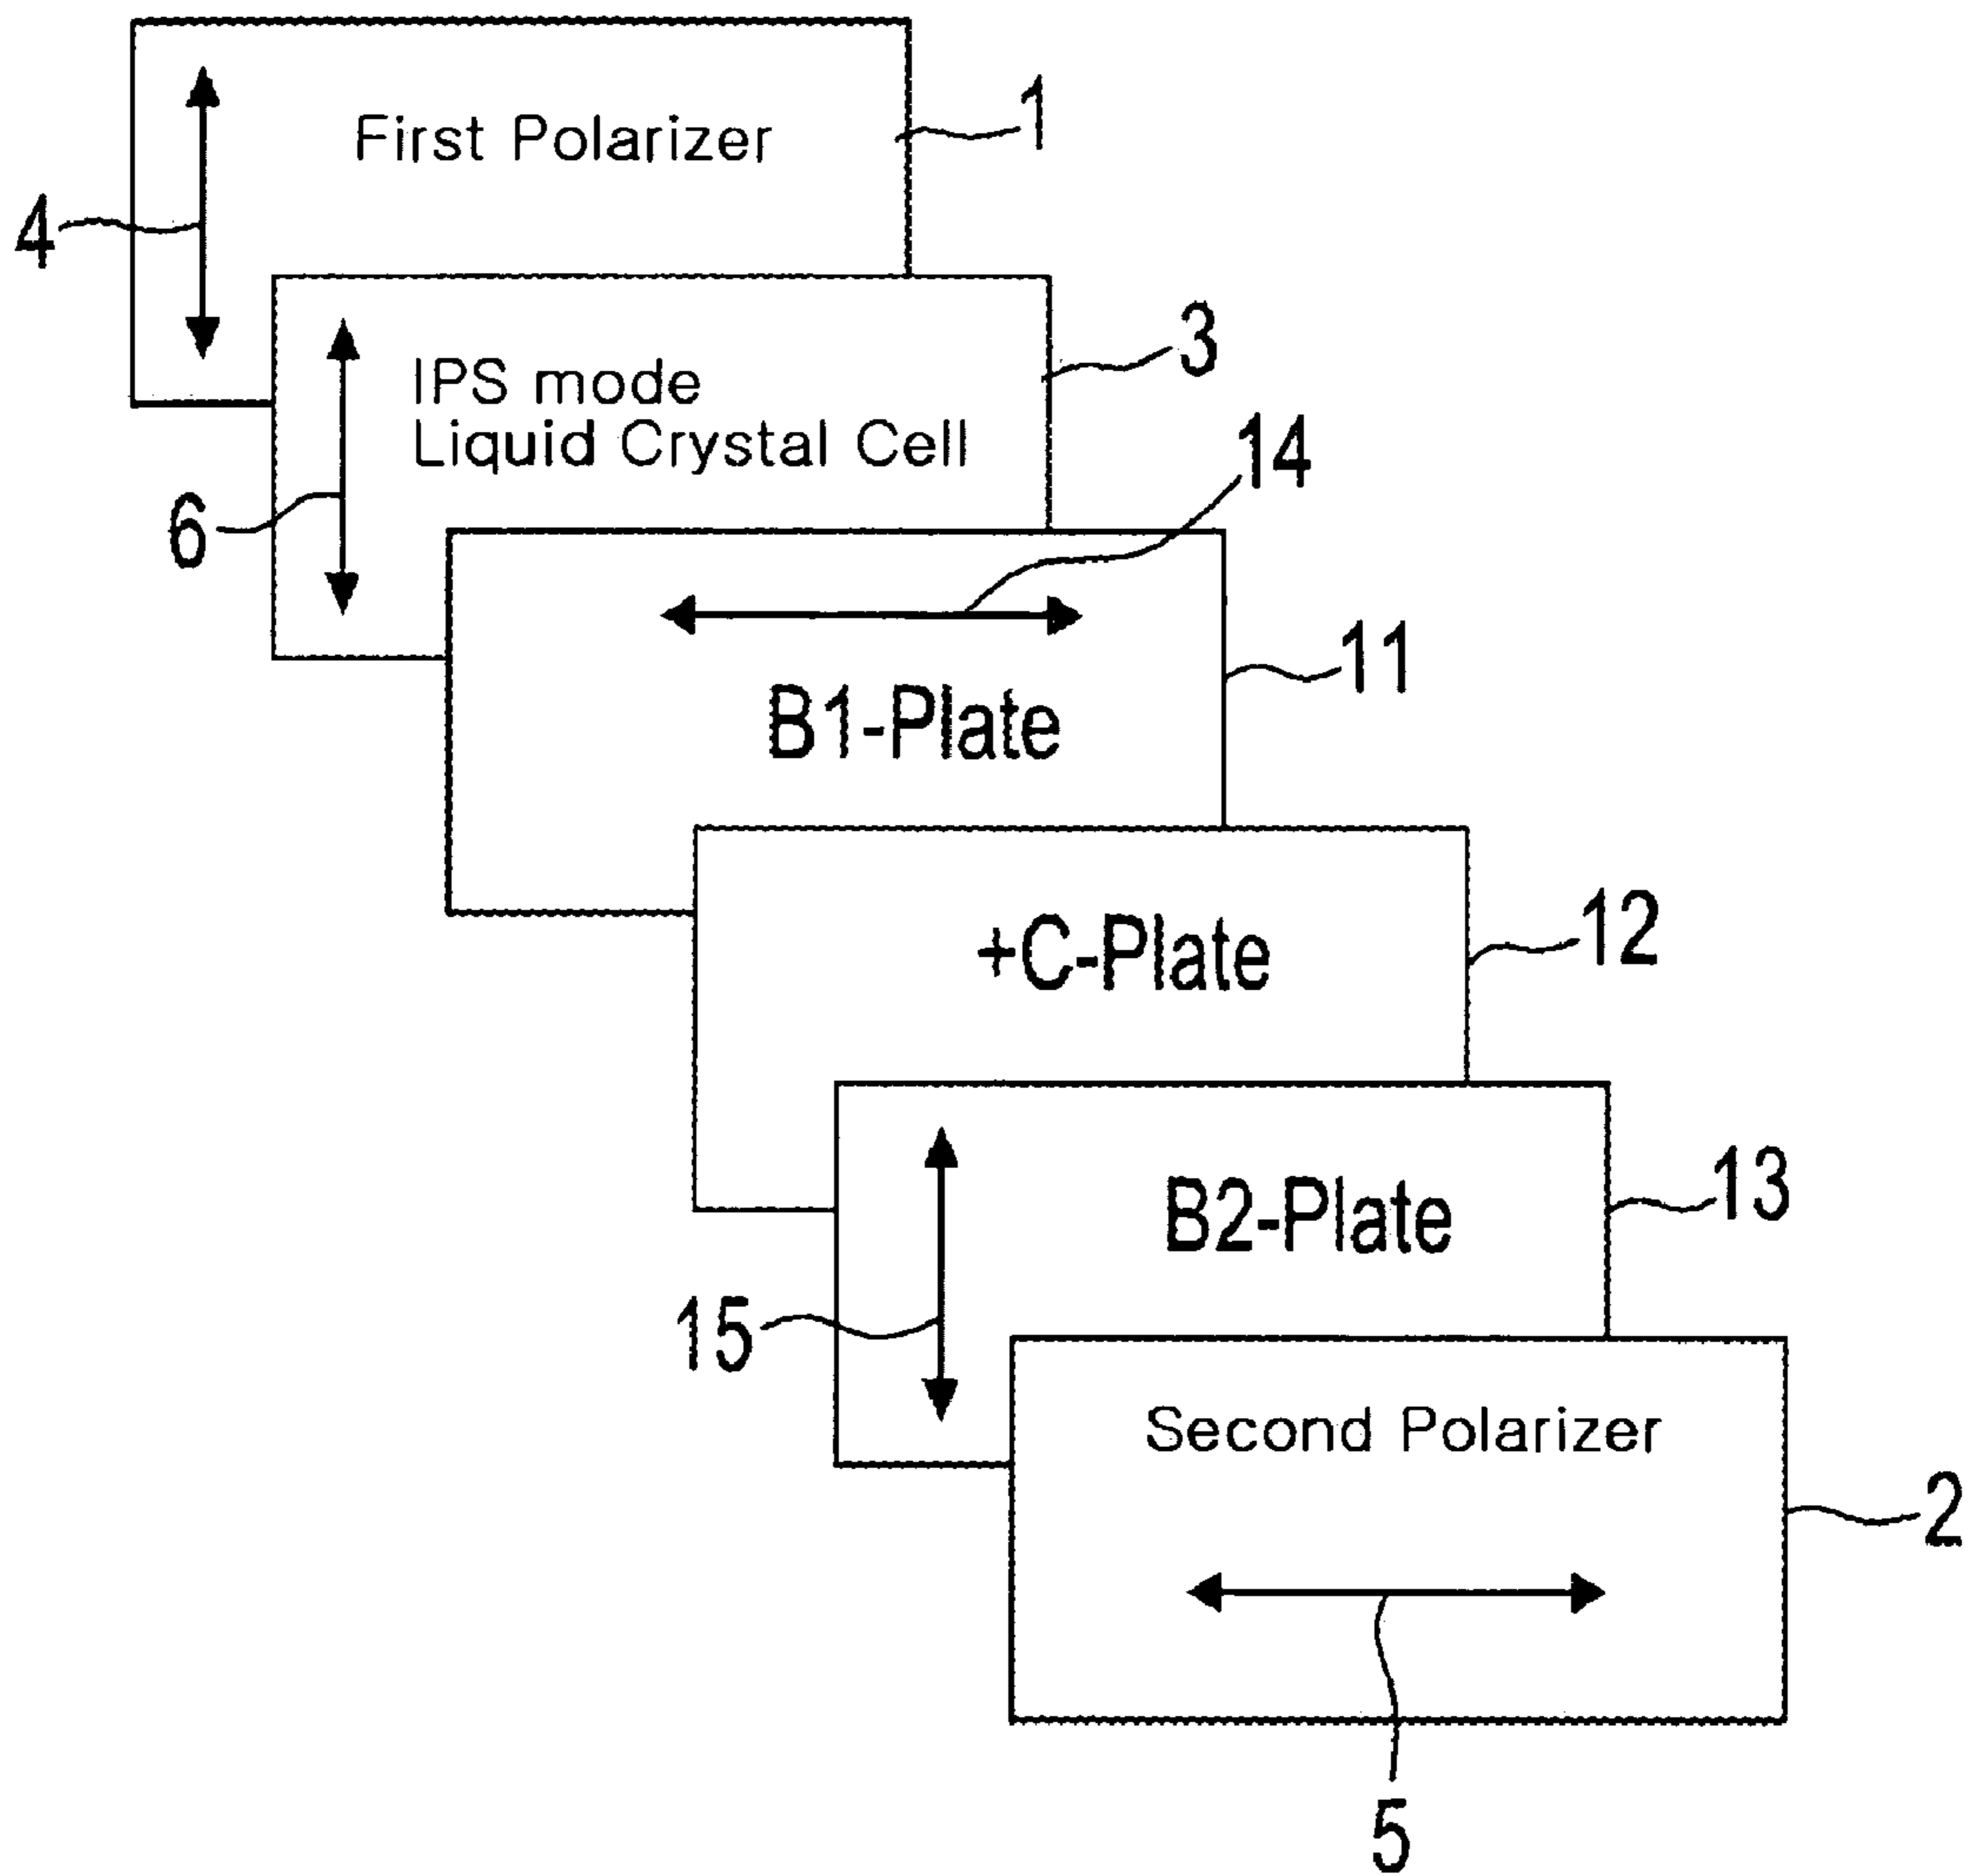 First Polarizer
1
4
IPS mode
Liquid Crystal Cell
3
14
6
B1-Plate
11
+C-Plate
12
B2-Plate
13
15
Second Polarizer
2
5